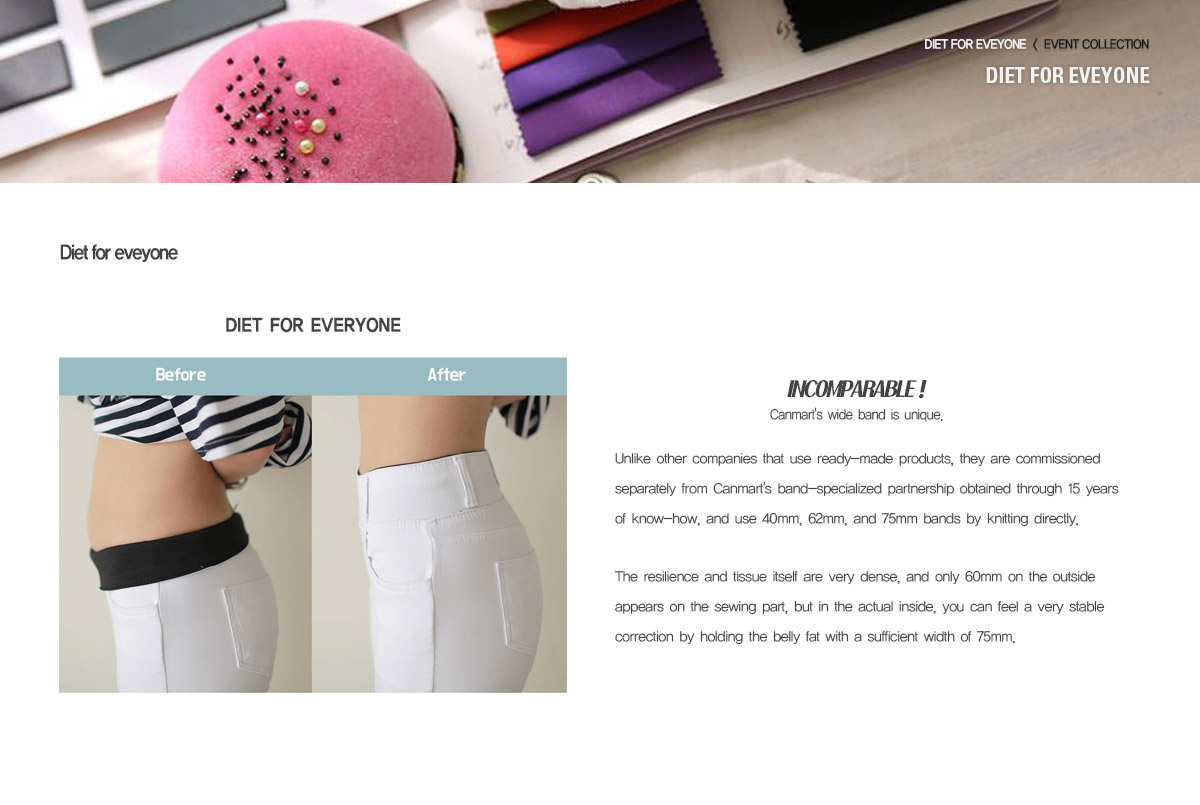 DIET FOR EVEYONE 〈 EVENT COLLECTION
DIET FOR EVEYONE
Diet for eveyone
DIET FOR EVERYONE
Before After
INCOMPARABLE !
Canmart's wide band is unique.
Unlike other companies that use ready-made products, they are commissioned
separately from Canmart's band-specialized partnership obtained through 15 years
of know-how, and use 40mm, 62mm, and 75mm bands by knitting directly.
The resilience and tissue itself are very dense, and only 60mm on the outside
appears on the sewing part, but in the actual inside, you can feel a very stable
correction by holding the belly fat with a sufficient width of 75mm.